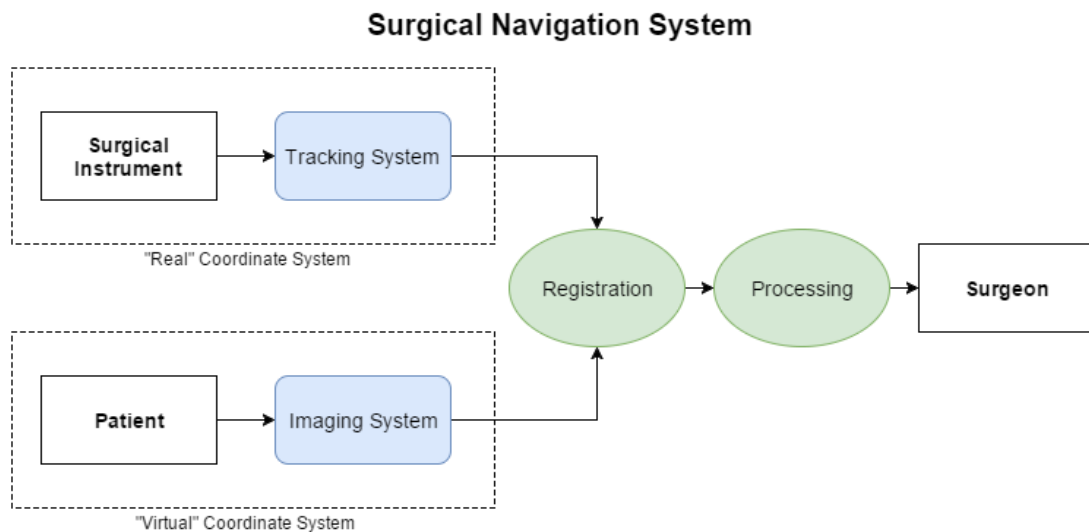 Surgical Navigation System
Surgical
Instrument
Tracking System
"Real" Coordinate System
Registration
Processing
Surgeon
Patient
Imaging System
"Virtual" Coordinate System